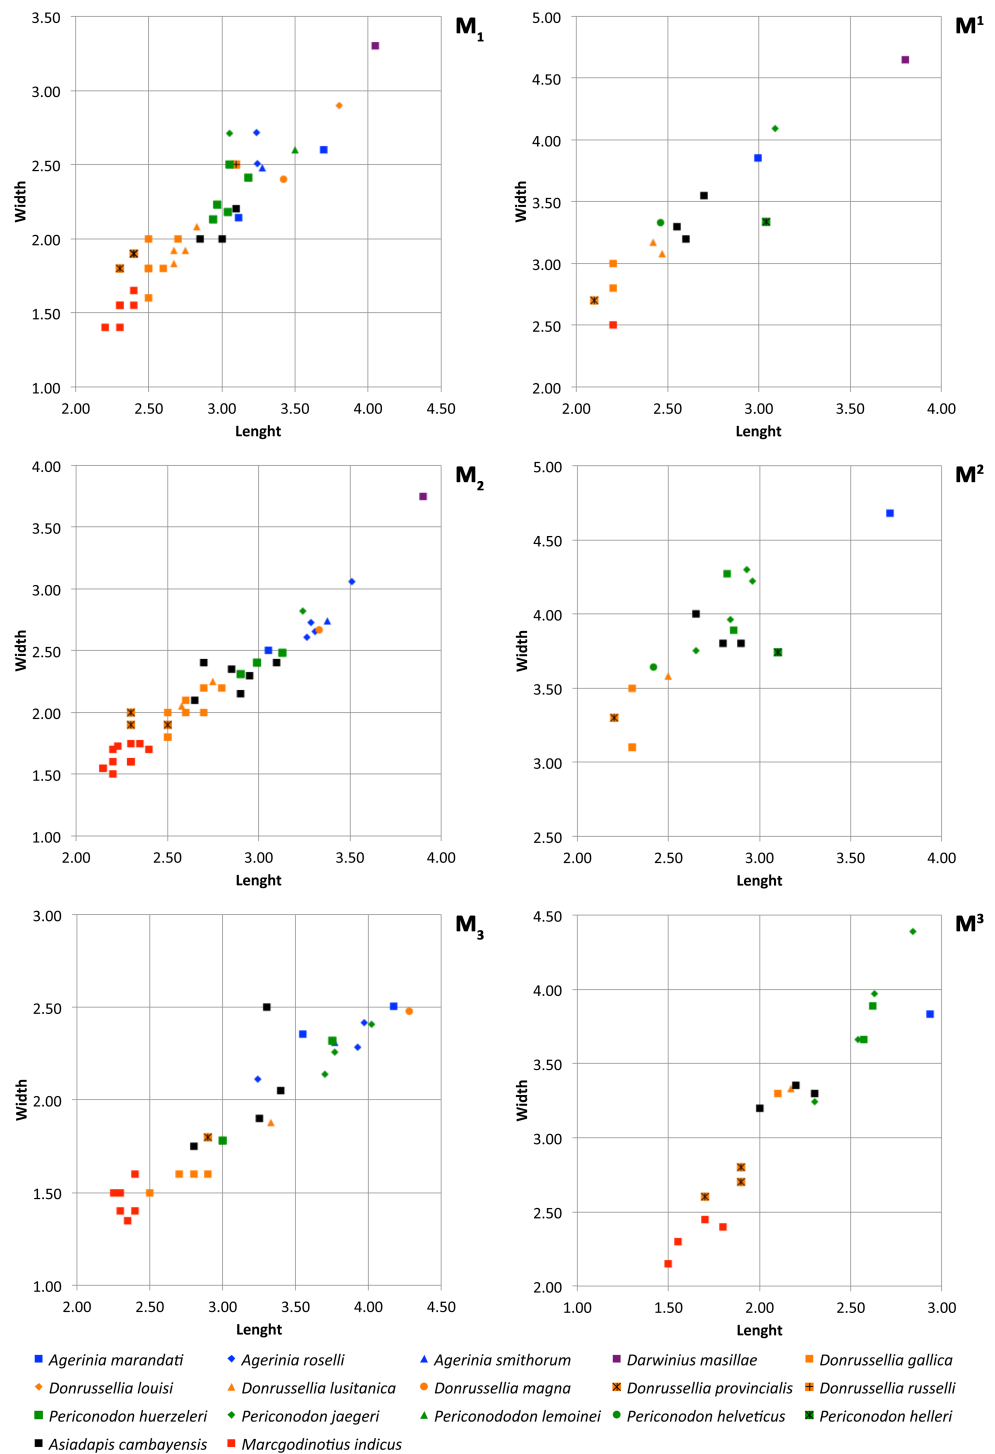 M1
3.50
3.00
2.50
2.00
1.50
1.00
Width
2.00 2.50 3.00 3.50 4.00 4.50
Lenght
M1
5.00
4.50
4.00
3.50
3.00
2.50
2.00
Width
2.00 2.50 3.00 3.50 4.00
Lenght
M2
4.00
3.50
3.00
2.50
2.00
1.50
1.00
Width
2.00 2.50 3.00 3.50 4.00
Lenght
M2
5.00
4.50
4.00
3.50
3.00
2.50
Width
2.00 2.50 3.00 3.50 4.00
Lenght
M3
3.00
2.50
2.00
1.50
1.00
Width
2.00 2.50 3.00 3.50 4.00 4.50
Lenght
M3
4.50
4.00
3.50
3.00
2.50
2.00
Width
1.00 1.50 2.00 2.50 3.00
Lenght
Agerinia marandati Agerinia roselli Agerinia smithorum Darwinius masillae Donrussellia gallica
Donrussellia louisi Donrussellia lusitanica Donrussellia magna Donrussellia provincialis Donrussellia russelli
Periconodon huerzeleri Periconodon jaegeri Periconododon lemoinei Periconodon helveticus Periconodon helleri
Asiadapis cambayensis Marcgodinotius indicus